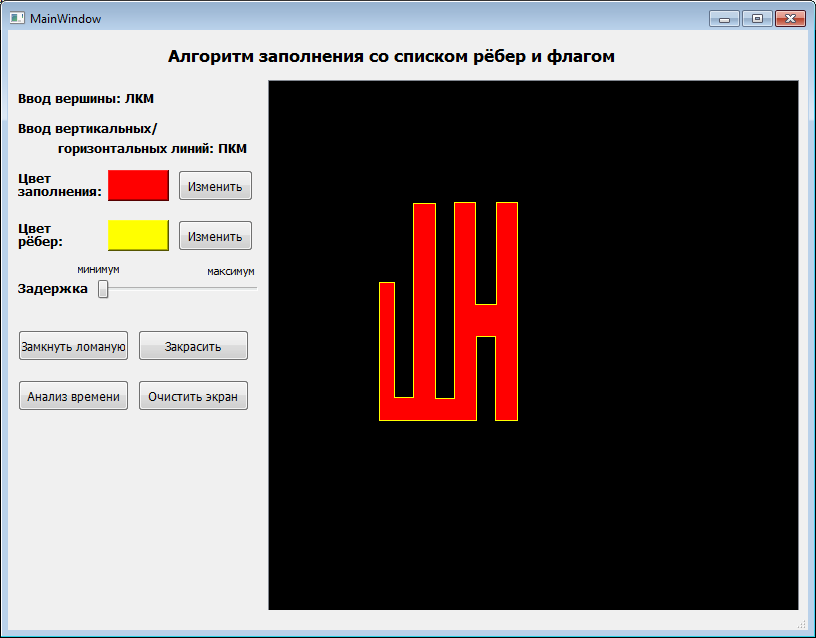 MainWindow
Алгоритм заполнения со списком рёбер и флагом
Ввод вершины: ЛКМ
Ввод вертикальных/
горизонтальных линий: ПКМ
Цвет
заполнения:
Изменить
Цвет
рёбер:
Изменить
минимум
максимум
Задержка
Замкнуть ломаную
Закрасить
Анализ времени
Очистить экран